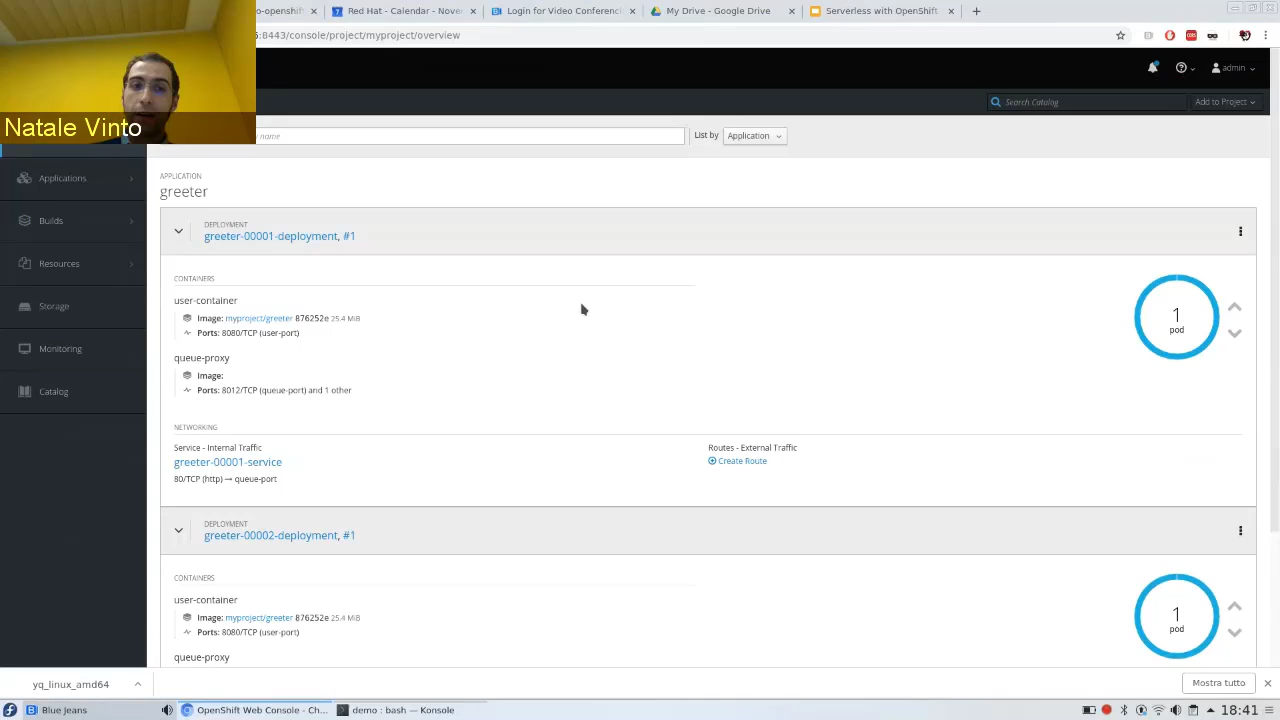 o-openshift
Red Hat - Calendar - Nove
Login for Video Conferenc
My Drive - Google Drive
Serverless with OpenShift
:8443/console/project/myproject/overview
admin
Search Catalog
Add to Project
Natale Vinto
name
List by
Application
Applications
Builds
Resources
Storage
Monitoring
Catalog
APPLICATION
greeter
DEPLOYMENT
greeter-00001-deployment, #1
CONTAINERS
user-container
Image: myproject/greeter 876252e 25.4 MiB
Ports: 8080/TCP (user-port)
queue-proxy
Image:
Ports: 8012/TCP (queue-port) and 1 other
1
pod
NETWORKING
Service - Internal Traffic
greeter-00001-service
80/TCP (http) → queue-port
Routes - External Traffic
Create Route
DEPLOYMENT
greeter-00002-deployment, #1
CONTAINERS
user-container
Image: myproject/greeter 876252e 25.4 MiB
Ports: 8080/TCP (user-port)
queue-proxy
1
pod
yq_linux_amd64
Mostra tutto
Blue Jeans
OpenShift Web Console - Ch...
demo : bash — Konsole
18:41